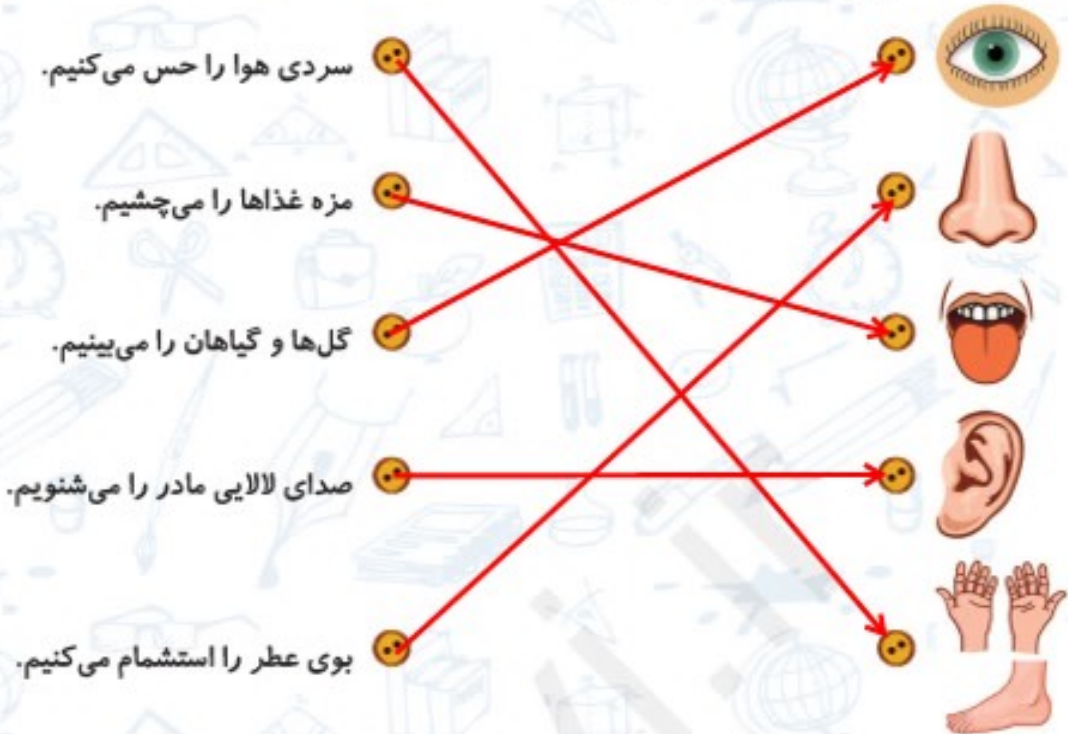 سردی هوا را حس می‌کنیم.
مزه غذاها را می‌چشیم.
گل‌ها و گیاهان را می‌بینیم.
صدای لالایی مادر را می‌شنویم.
بوی عطر را استشمام می‌کنیم.